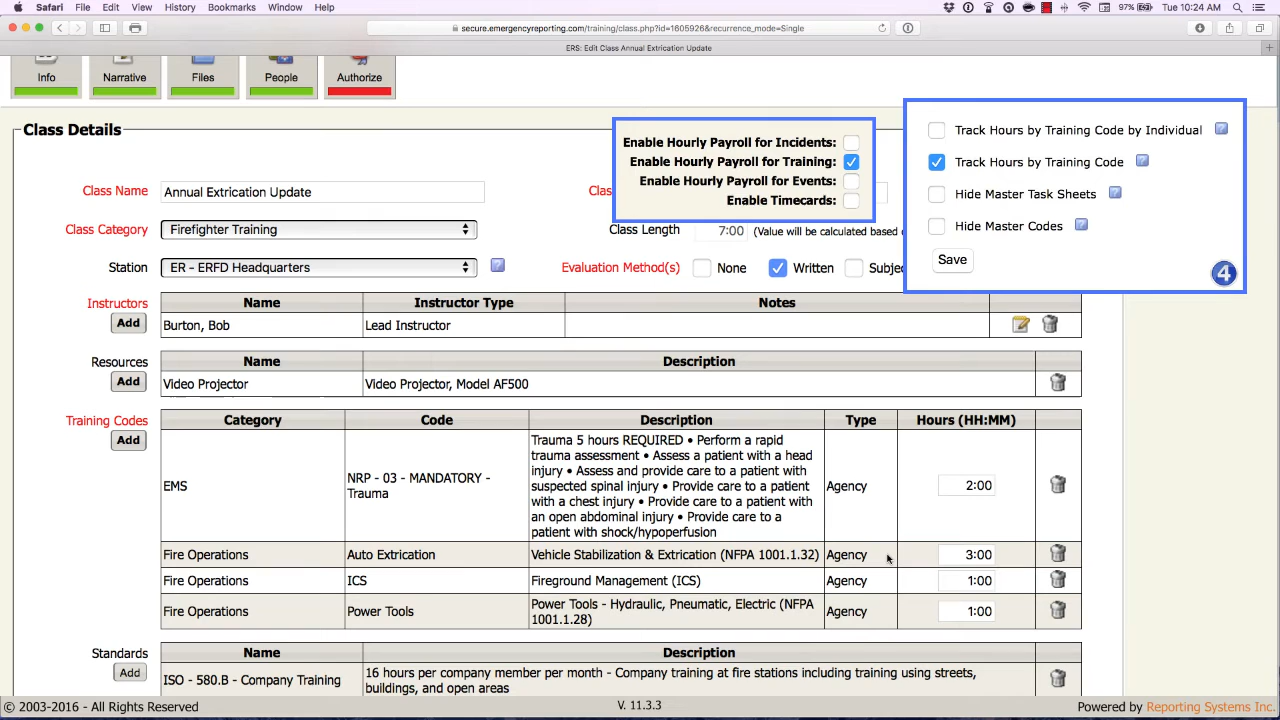 Safari File Edit View History Bookmarks Window Help 97% Tue 10:24 AM
secure.emergencyreporting.com/training/class.php?id=1605926&recurrence_mode=Single
ERS: Edit Class Annual Extrication Update
Info Narrative Files People Authorize
Class Details
Enable Hourly Payroll for Incidents:
Enable Hourly Payroll for Training:
Enable Hourly Payroll for Events:
Enable Timecards:
Track Hours by Training Code by Individual ?
Track Hours by Training Code ?
Hide Master Task Sheets ?
Hide Master Codes ?
Save
4
Class Name Annual Extrication Update Clas
Class Category Firefighter Training Class Length 7:00 (Value will be calculated based
Station ER - ERFD Headquarters ? Evaluation Method(s) None Written Subje
Instructors Name Instructor Type Notes
Add Burton, Bob Lead Instructor
Resources Name Description
Add Video Projector Video Projector, Model AF500
Training Codes Category Code Description Type Hours (HH:MM)
Add
EMS
NRP - 03 - MANDATORY -
Trauma
Trauma 5 hours REQUIRED • Perform a rapid
trauma assessment • Assess a patient with a head
injury • Assess and provide care to a patient with
suspected spinal injury • Provide care to a patient
with a chest injury • Provide care to a patient with
an open abdominal injury • Provide care to a
patient with shock/hypoperfusion
Agency 2:00
Fire Operations Auto Extrication Vehicle Stabilization & Extrication (NFPA 1001.1.32) Agency 3:00
Fire Operations ICS Fireground Management (ICS) Agency 1:00
Fire Operations Power Tools
Power Tools - Hydraulic, Pneumatic, Electric (NFPA
1001.1.28)
Agency 1:00
Standards Name Description
Add
ISO - 580.B - Company Training
16 hours per company member per month - Company training at fire stations including training using streets,
buildings, and open areas
© 2003-2016 - All Rights Reserved V. 11.3.3 Powered by Reporting Systems Inc.